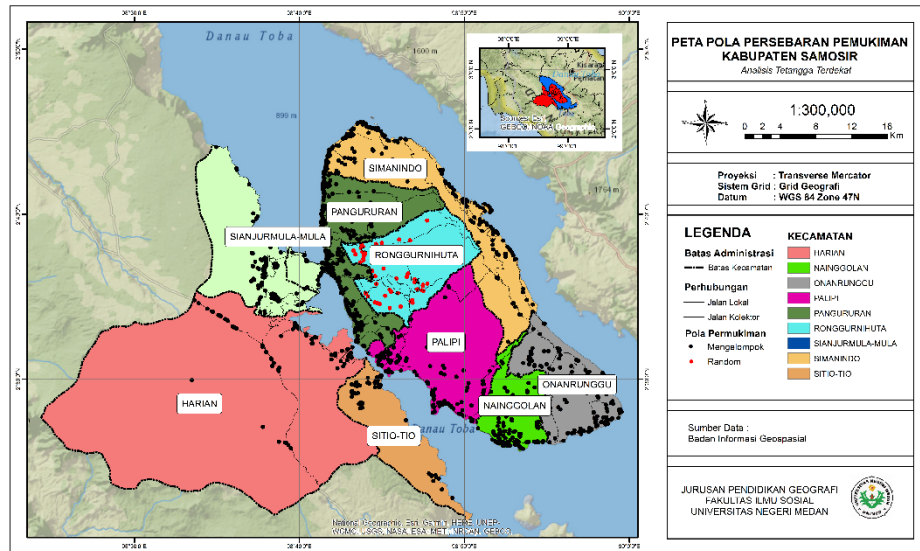 Danau Toba
1600 m
899 m
1764 m
SIMANINDO
PANGURURAN
SIANJURMULA-MULA
RONGGURNIHUTA
PALIPI
ONANRUNGGU
HARIAN
NAINGGOLAN
SITIO-TIO
Danau Toba
PETA POLA PERSEBARAN PEMUKIMAN
KABUPATEN SAMOSIR
Analisis Tetangga Terdekat
1:300,000
0 2 4 8 12 16
Km
Proyeksi : Transverse Mercator
Sistem Grid : Grid Geografi
Datum : WGS 84 Zone 47N
LEGENDA
Batas Administrasi
Batas Kecamatan
Perhubungan
Jalan Lokal
Jalan Kolektor
Pola Permukiman
Mengelompok
Random
KECAMATAN
HARIAN
NAINGGOLAN
ONANRUNGGU
PALIPI
PANGURURAN
RONGGURNIHUTA
SIANJURMULA-MULA
SIMANINDO
SITIO-TIO
Sumber Data :
Badan Informasi Geospasial
JURUSAN PENDIDIKAN GEOGRAFI
FAKULTAS ILMU SOSIAL
UNIVERSITAS NEGERI MEDAN